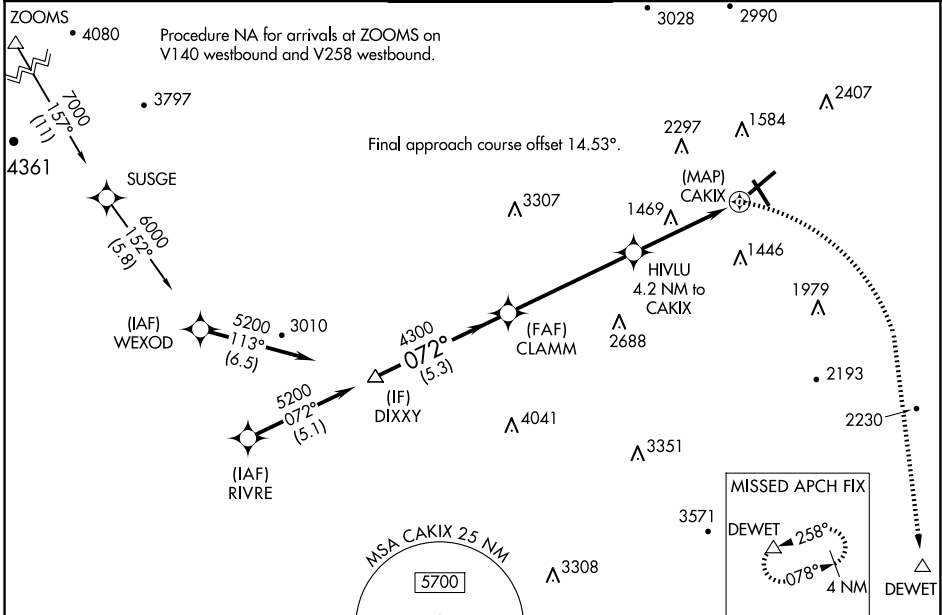 ZOOMS
4080
3028
2990
Procedure NA for arrivals at ZOOMS on
V140 westbound and V258 westbound.
7000
157°
(11)
3797
2407
4361
2297
1584
Final approach course offset 14.53°.
SUSGE
(MAP)
CAKIX
3307
1469
6000
152°
(5.8)
1446
HIVLU
4.2 NM to
CAKIX
1979
(IAF)
WEXOD
5200
113°
(6.5)
3010
4300
072°
(5.3)
(FAF)
CLAMM
2688
5200
072°
(5.1)
(IF)
DIXXY
2193
2230
4041
3351
(IAF)
RIVRE
MISSED APCH FIX
3571
DEWET
258°
078°
4 NM
DEWET
MSA CAKIX 25 NM
5700
3308